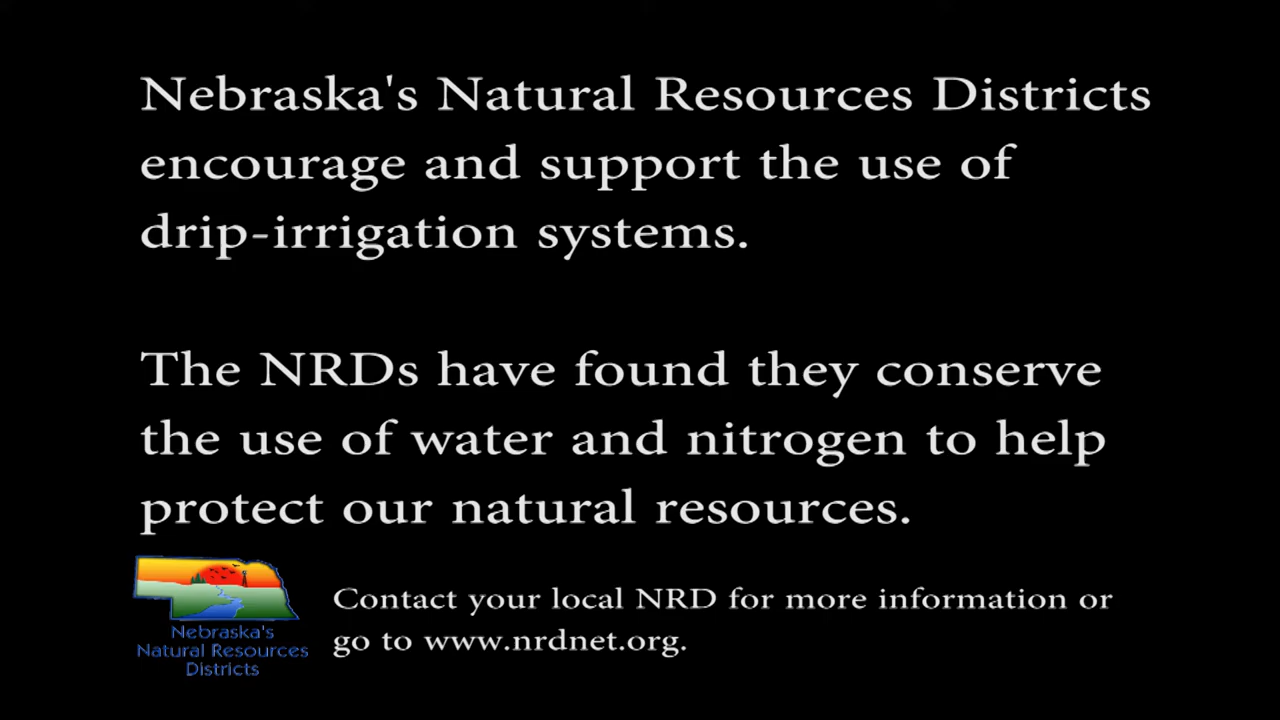 Nebraska's Natural Resources Districts
encourage and support the use of
drip-irrigation systems.
The NRDs have found they conserve
the use of water and nitrogen to help
protect our natural resources.
Contact your local NRD for more information or
go to www.nrdnet.org.
Nebraska's
Natural Resources
Districts